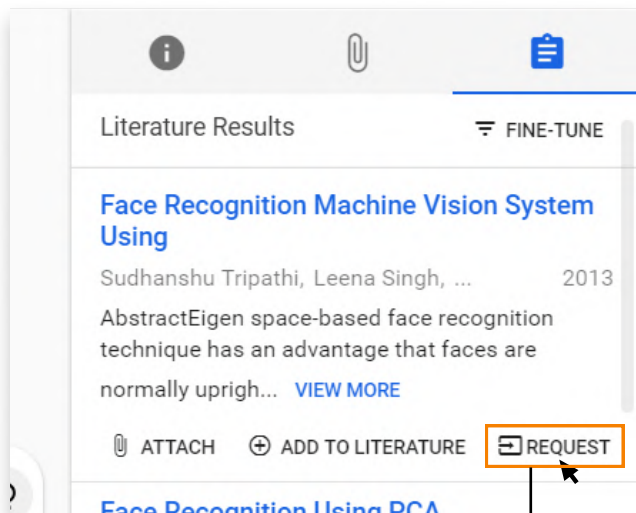 Literature Results
FINE-TUNE
Face Recognition Machine Vision System
Using
Sudhanshu Tripathi, Leena Singh, ... 2013
AbstractEigen space-based face recognition
technique has an advantage that faces are
normally uprigh... VIEW MORE
ATTACH
ADD TO LITERATURE
REQUEST
Face Recognition Using PCA